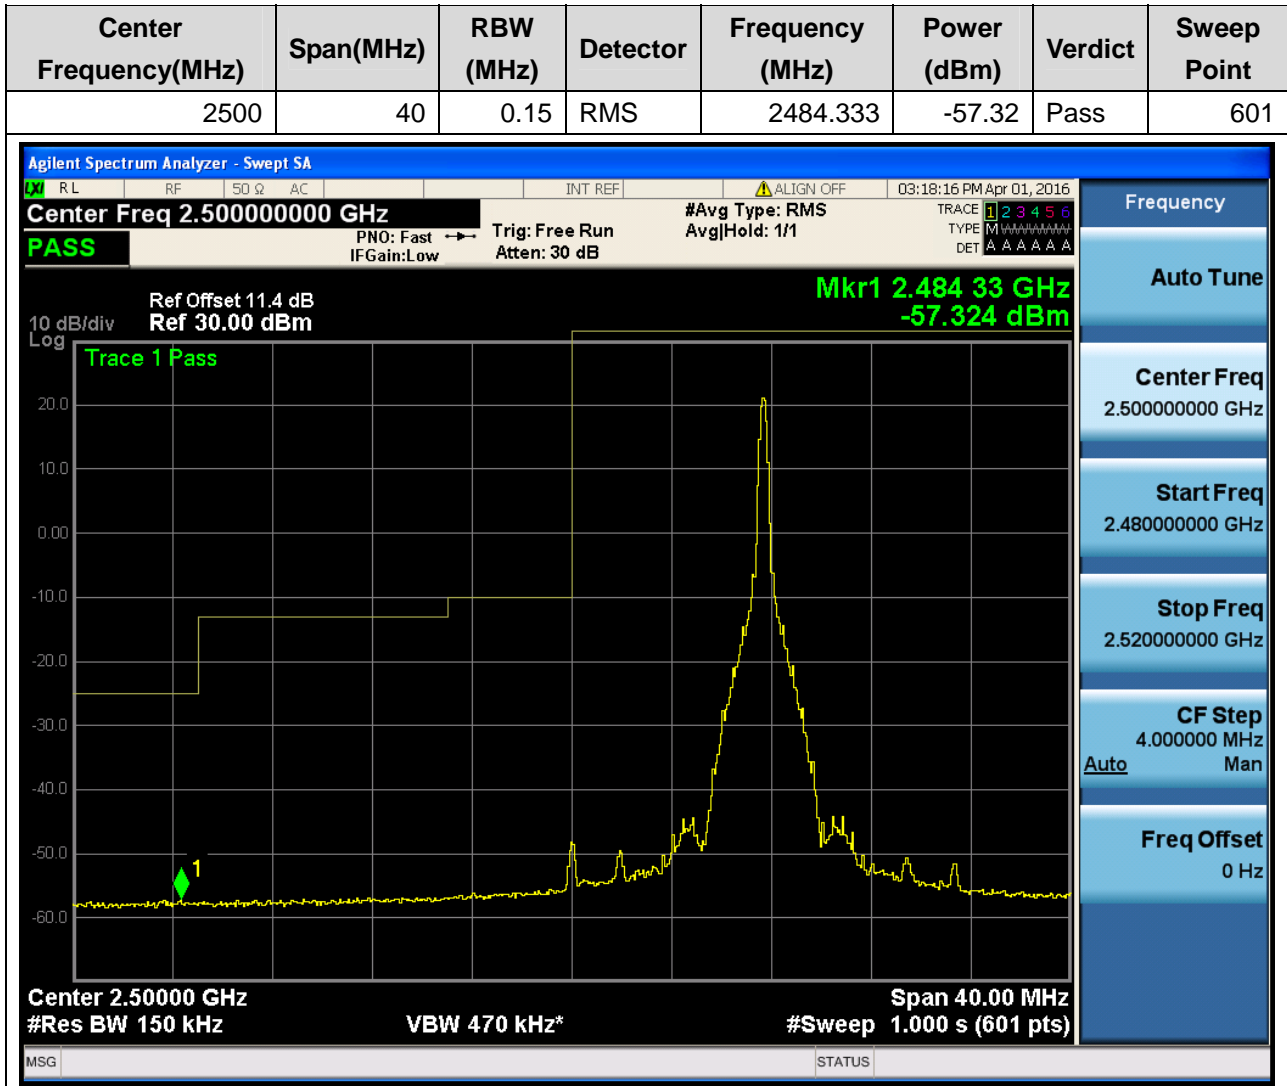 Center Frequency(MHz) Span(MHz) RBW (MHz) Detector Frequency (MHz) Power (dBm) Verdict Sweep Point
2500 40 0.15 RMS 2484.333 -57.32 Pass 601
Agilent Spectrum Analyzer - Swept SA
LXI RL RF 50 Ω AC INT REF ALIGN OFF 03:18:16 PM Apr 01, 2016
Center Freq 2.500000000 GHz
PASS
PNO: Fast
IFGain:Low
Trig: Free Run
Atten: 30 dB
#Avg Type: RMS
Avg|Hold: 1/1
TRACE 1 2 3 4 5 6
TYPE M WWWWW
DET A A A A A A
Mkr1 2.484 33 GHz
-57.324 dBm
Ref Offset 11.4 dB
10 dB/div Ref 30.00 dBm
Log
Trace 1 Pass
20.0
10.0
0.00
-10.0
-20.0
-30.0
-40.0
-50.0
-60.0
1
Center 2.50000 GHz
Span 40.00 MHz
#Res BW 150 kHz
VBW 470 kHz*
#Sweep 1.000 s (601 pts)
MSG
STATUS
Frequency
Auto Tune
Center Freq
2.500000000 GHz
Start Freq
2.480000000 GHz
Stop Freq
2.520000000 GHz
CF Step
4.000000 MHz
Auto Man
Freq Offset
0 Hz